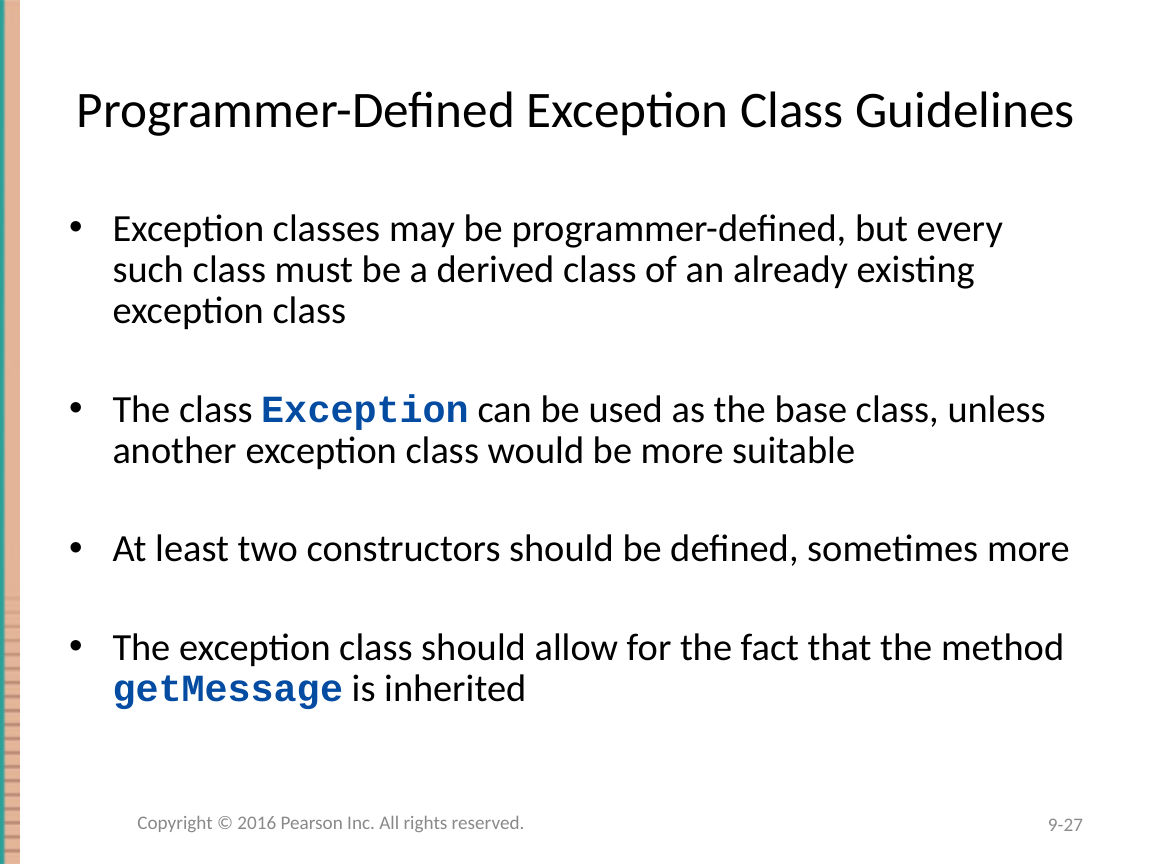 Programmer-Defined Exception Class Guidelines
• Exception classes may be programmer-defined, but every
such class must be a derived class of an already existing
exception class
• The class Exception can be used as the base class, unless
another exception class would be more suitable
• At least two constructors should be defined, sometimes more
• The exception class should allow for the fact that the method
getMessage is inherited
Copyright © 2016 Pearson Inc. All rights reserved.
9-27